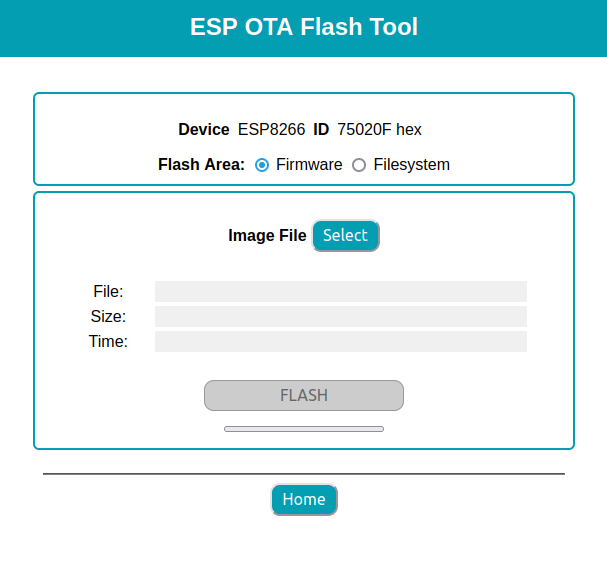 ESP OTA Flash Tool
Device ESP8266 ID 75020F hex
Flash Area: Firmware Filesystem
Image File Select
File:
Size:
Time:
FLASH
Home